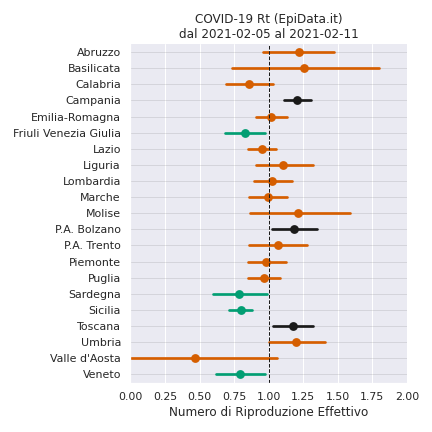 COVID-19 Rt (EpiData.it)
dal 2021-02-05 al 2021-02-11
Abruzzo
Basilicata
Calabria
Campania
Emilia-Romagna
Friuli Venezia Giulia
Lazio
Liguria
Lombardia
Marche
Molise
P.A. Bolzano
P.A. Trento
Piemonte
Puglia
Sardegna
Sicilia
Toscana
Umbria
Valle d'Aosta
Veneto
0.00 0.25 0.50 0.75 1.00 1.25 1.50 1.75 2.00
Numero di Riproduzione Effettivo